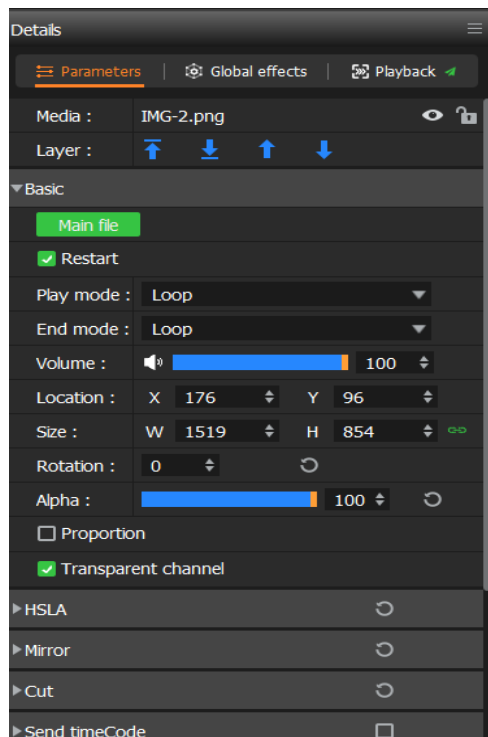 Details
Parameters Global effects Playback
Media : IMG-2.png
Layer :
Basic
Main file
Restart
Play mode : Loop
End mode : Loop
Volume : 100
Location : X 176 Y 96
Size : W 1519 H 854
Rotation : 0
Alpha : 100
Proportion
Transparent channel
HSLA
Mirror
Cut
Send timeCode